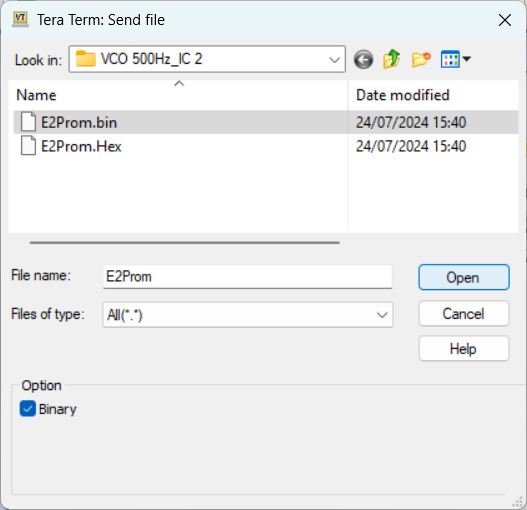 VT
Tera Term: Send file
Look in: VCO 500Hz_IC 2
Name Date modified
E2Prom.bin 24/07/2024 15:40
E2Prom.Hex 24/07/2024 15:40
File name: E2Prom Open
Files of type: All(*.*) Cancel
Help
Option
Binary